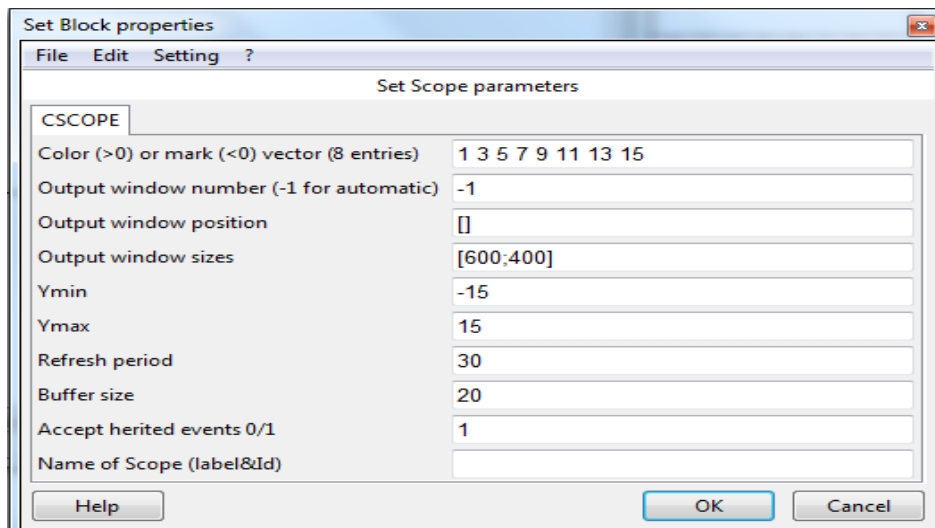 Set Block properties
File Edit Setting ?
Set Scope parameters
CSCOPE
Color (>0) or mark (<0) vector (8 entries) 1 3 5 7 9 11 13 15
Output window number (-1 for automatic) -1
Output window position []
Output window sizes [600;400]
Ymin -15
Ymax 15
Refresh period 30
Buffer size 20
Accept herited events 0/1 1
Name of Scope (label&Id)
Help OK Cancel